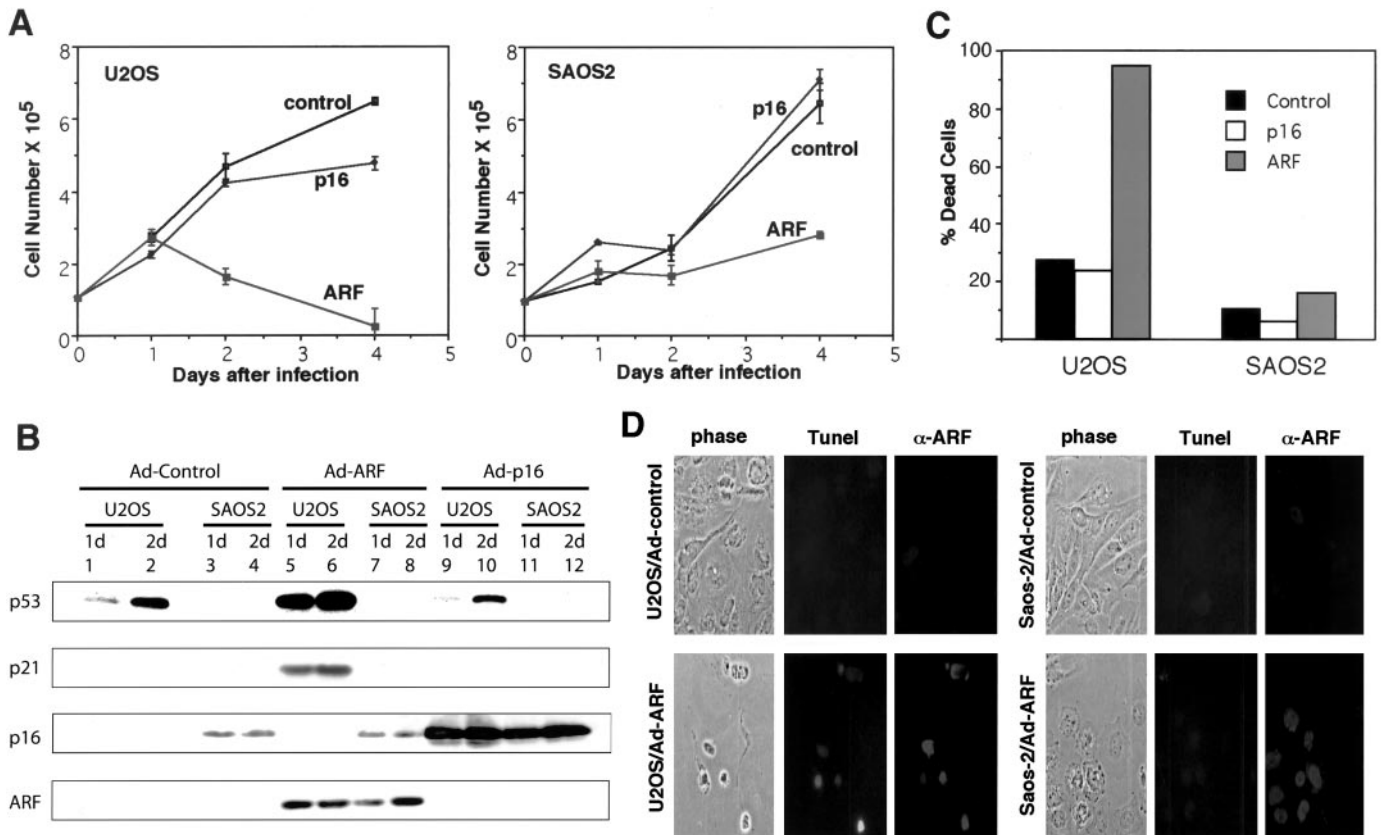 A
U2OS
control
p16
ARF
Cell Number X 10⁵
8
6
4
2
0
0 1 2 3 4 5
Days after infection
SAOS2
p16
control
ARF
Cell Number X 10⁵
8
6
4
2
0
0 1 2 3 4 5
Days after infection
C
% Dead Cells
100
80
60
40
20
Control
p16
ARF
U2OS SAOS2
B
Ad-Control Ad-ARF Ad-p16
U2OS SAOS2 U2OS SAOS2 U2OS SAOS2
1d 2d 1d 2d 1d 2d 1d 2d 1d 2d 1d 2d
1 2 3 4 5 6 7 8 9 10 11 12
p53
p21
p16
ARF
D
phase Tunel α-ARF phase Tunel α-ARF
U2OS/Ad-control
Saos-2/Ad-control
U2OS/Ad-ARF
Saos-2/Ad-ARF